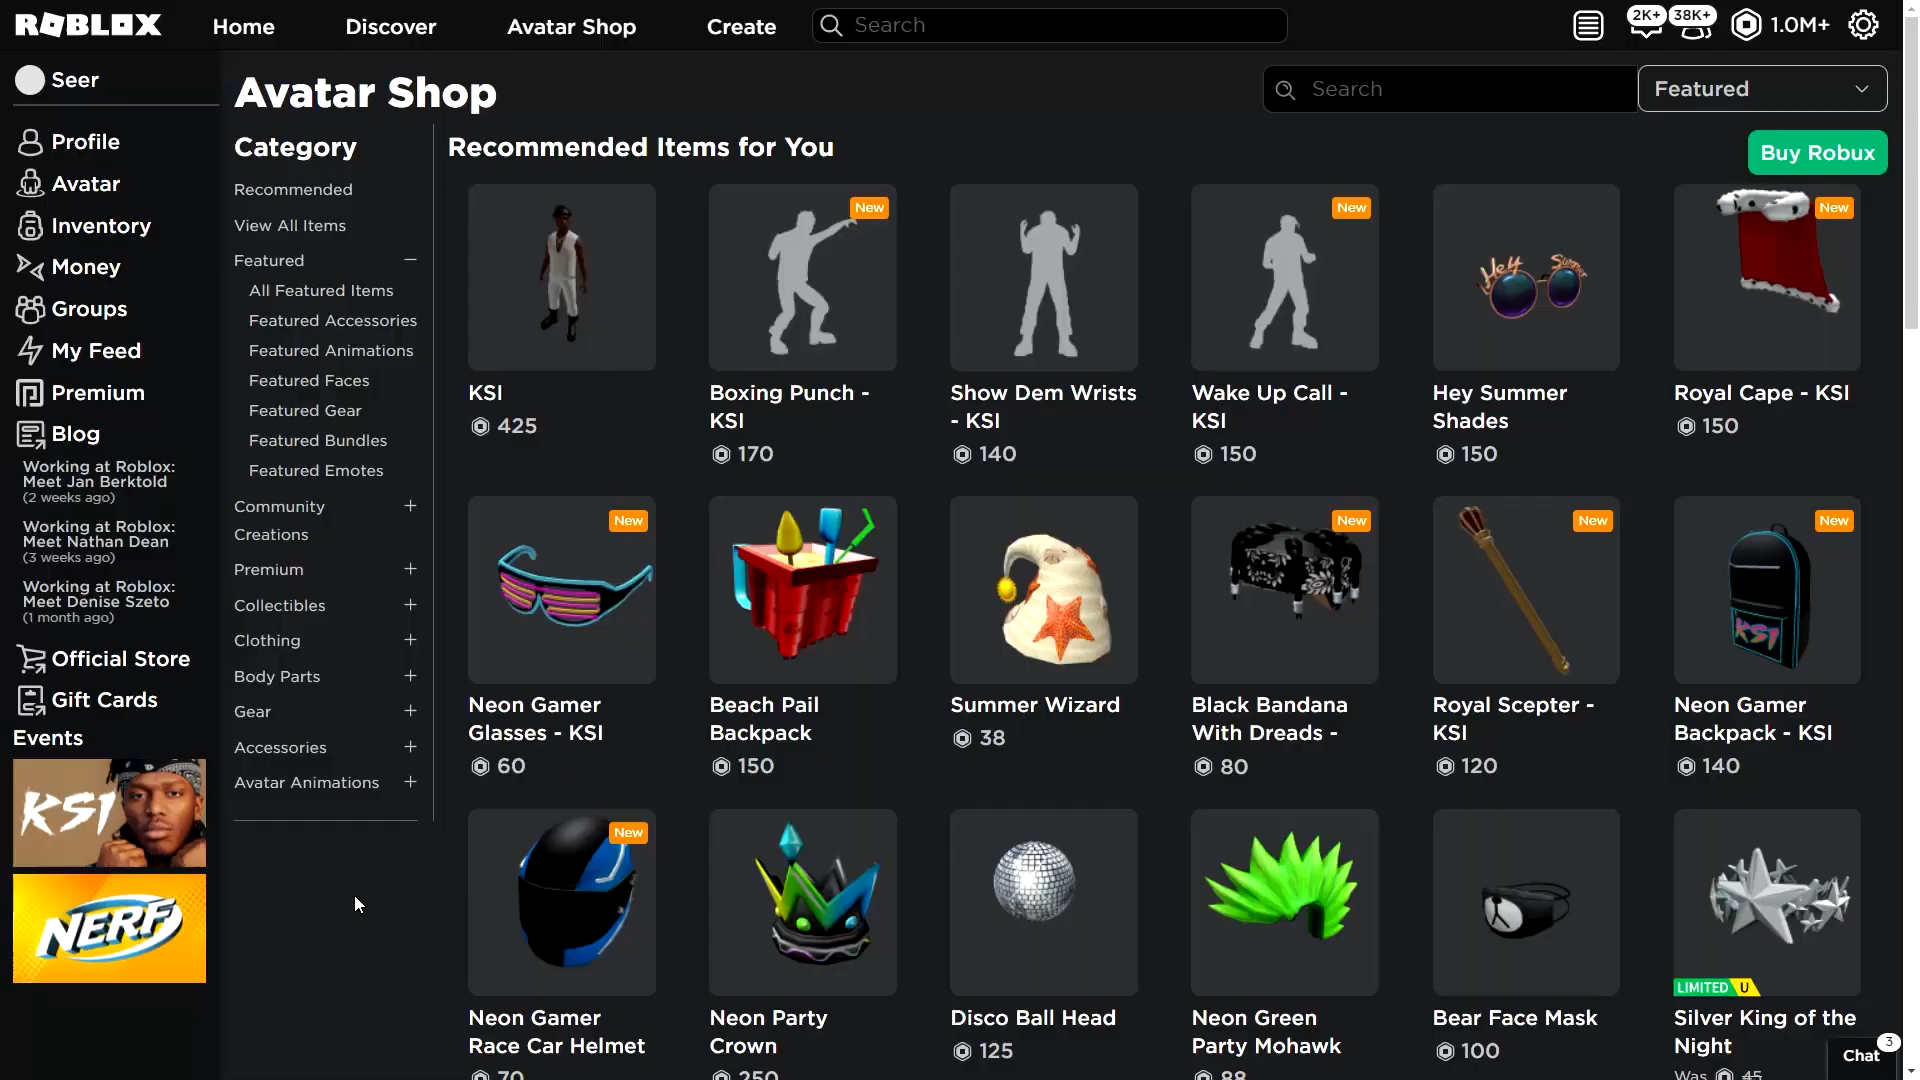 ROBLOX
Home
Discover
Avatar Shop
Create
Search
2K+
38K+
1.0M+
Seer
Profile
Avatar
Inventory
Money
Groups
My Feed
Premium
Blog
Working at Roblox:
Meet Jan Berktold
(2 weeks ago)
Working at Roblox:
Meet Nathan Dean
(3 weeks ago)
Working at Roblox:
Meet Denise Szeto
(1 month ago)
Official Store
Gift Cards
Events
KSI
NERF
Avatar Shop
Search
Featured
Category
Recommended
View All Items
Featured
All Featured Items
Featured Accessories
Featured Animations
Featured Faces
Featured Gear
Featured Bundles
Featured Emotes
Community
Creations
Premium
Collectibles
Clothing
Body Parts
Gear
Accessories
Avatar Animations
Recommended Items for You
Buy Robux
KSI
425
New
Boxing Punch -
KSI
170
Show Dem Wrists
- KSI
140
New
Wake Up Call -
KSI
150
Hey Summer
Hey Summer
Shades
150
New
Royal Cape - KSI
150
New
Neon Gamer
Glasses - KSI
60
Beach Pail
Backpack
150
Summer Wizard
38
New
Black Bandana
With Dreads -
80
New
Royal Scepter -
KSI
120
New
KSI
Neon Gamer
Backpack - KSI
140
New
Neon Gamer
Race Car Helmet
70
Neon Party
Crown
250
Disco Ball Head
125
Neon Green
Party Mohawk
88
Bear Face Mask
100
LIMITED U
Silver King of the
Night
Was 45
Chat
3